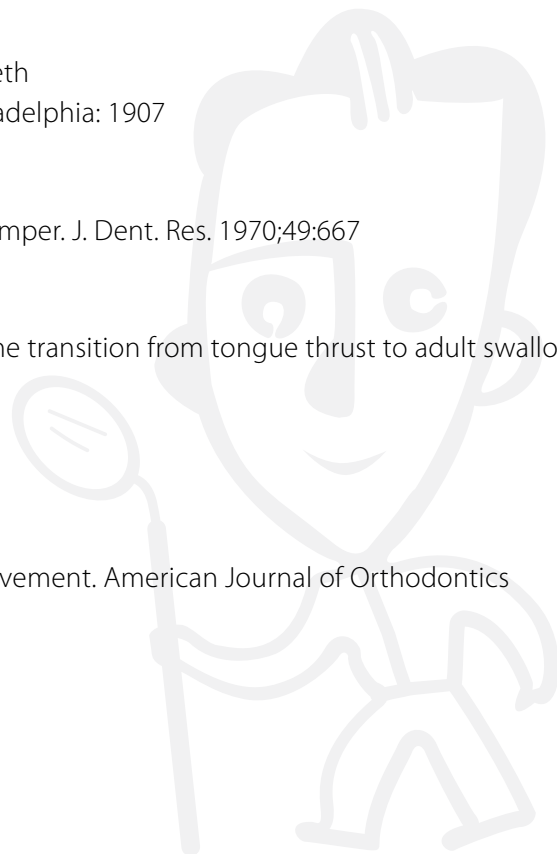 eth
adelphia: 1907
mper. J. Dent. Res. 1970;49:667
he transition from tongue thrust to adult swallo
vement. American Journal of Orthodontics